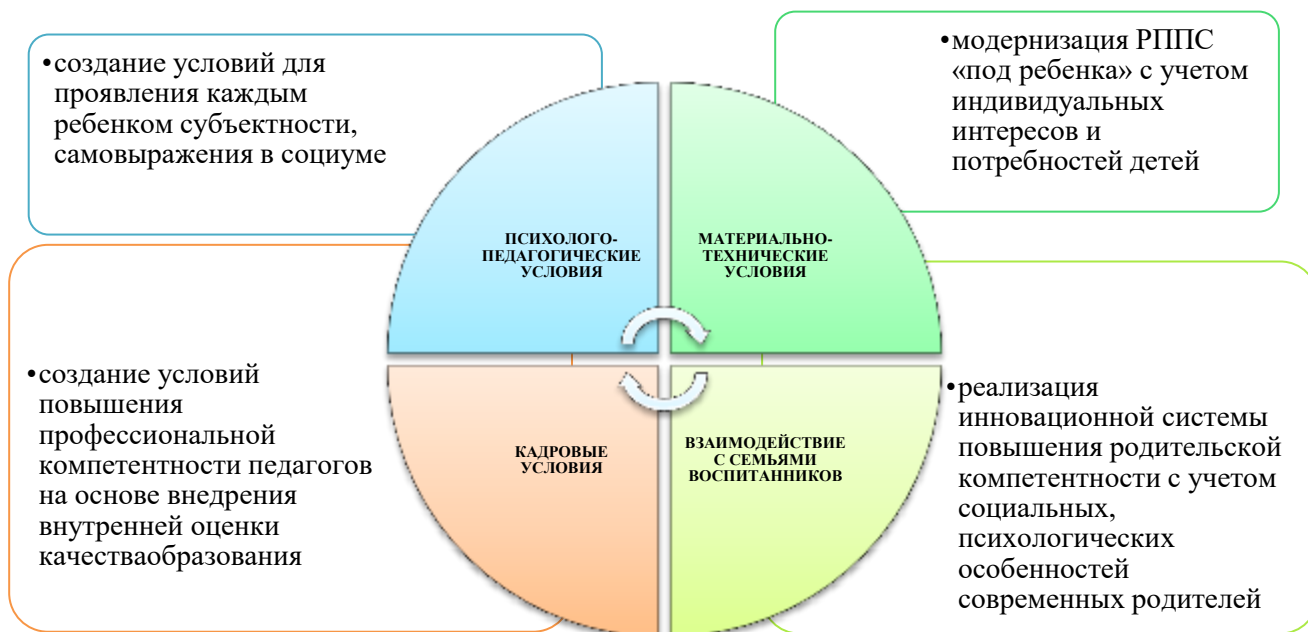 •создание условий для
проявления каждым
ребенком субъектности,
самовыражения в социуме
•модернизация РППС
«под ребенка» с учетом
индивидуальных
интересов и
потребностей детей
ПСИХОЛОГО-
ПЕДАГОГИЧЕСКИЕ
УСЛОВИЯ
МАТЕРИАЛЬНО-
ТЕХНИЧЕСКИЕ
УСЛОВИЯ
•создание условий
повышения
профессиональной
компетентности педагогов
на основе внедрения
внутренней оценки
качестваобразования
КАДРОВЫЕ
УСЛОВИЯ
ВЗАИМОДЕЙСТВИЕ
С СЕМЬЯМИ
ВОСПИТАННИКОВ
•реализация
инновационной системы
повышения родительской
компетентности с учетом
социальных,
психологических
особенностей
современных родителей